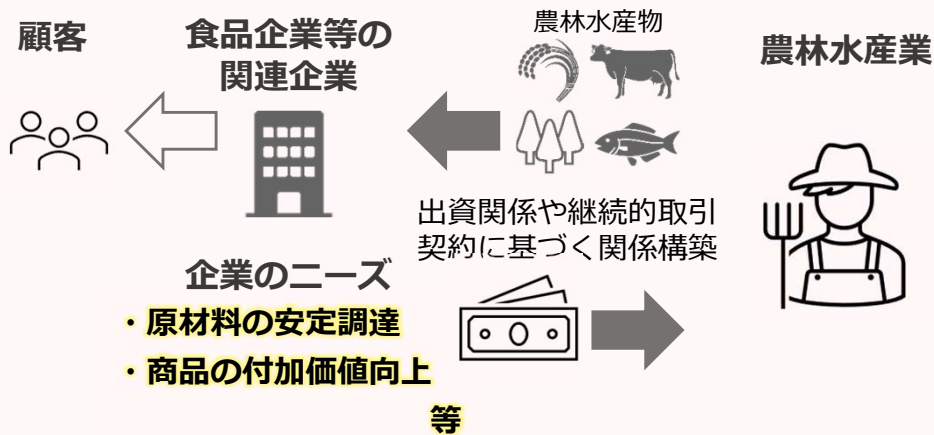 顧客
食品企業等の
関連企業
農林水産物
農林水産業
出資関係や継続的取引
契約に基づく関係構築
企業のニーズ
・原材料の安定調達
・商品の付加価値向上
等